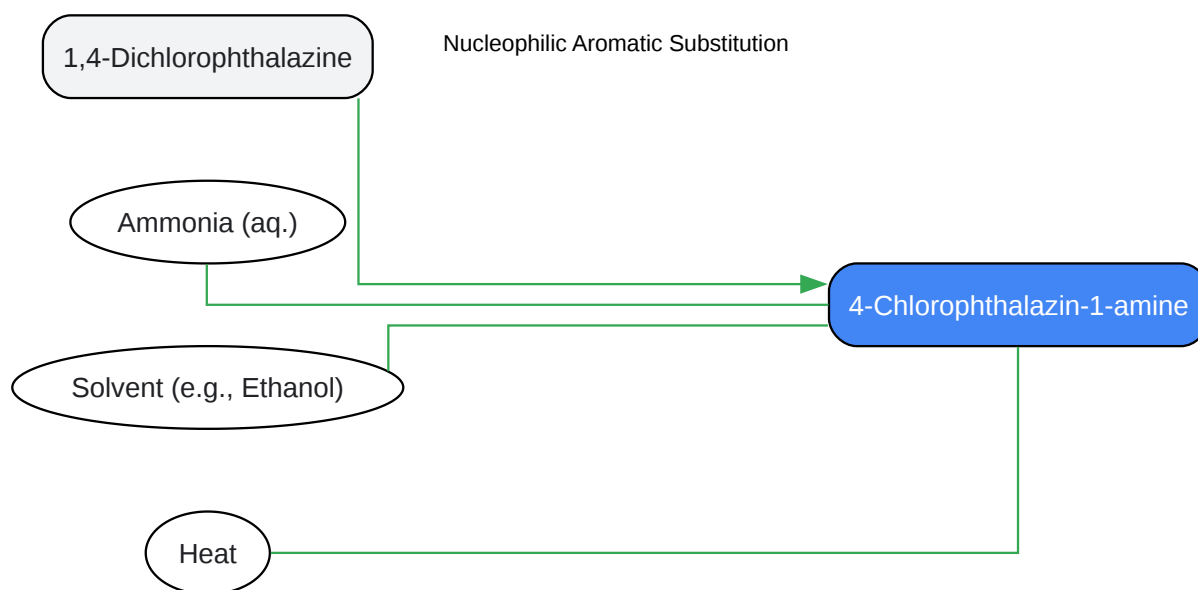 1,4-Dichlorophthalazine
Nucleophilic Aromatic Substitution
Ammonia (aq.)
4-Chlorophthalazin-1-amine
Solvent (e.g., Ethanol)
Heat